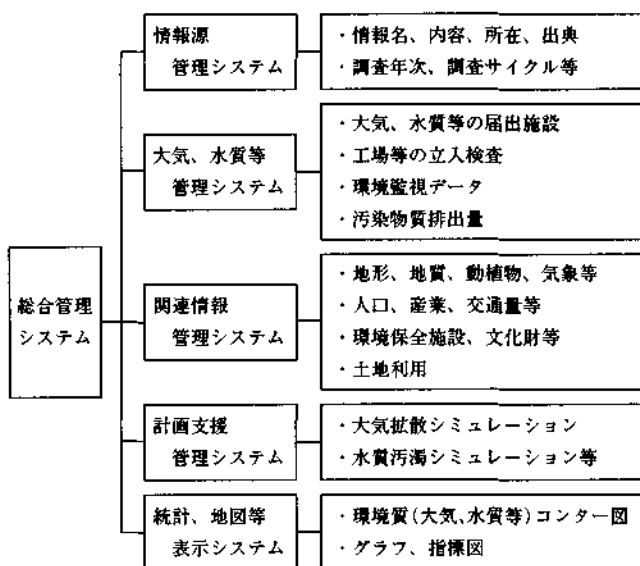 総合管理
システム
情報源
管理システム
・情報名、内容、所在、出典
・調査年次、調査サイクル等
大気、水質等
管理システム
・大気、水質等の届出施設
・工場等の立入検査
・環境監視データ
・汚染物質排出量
関連情報
管理システム
・地形、地質、動植物、気象等
・人口、産業、交通量等
・環境保全施設、文化財等
・土地利用
計画支援
管理システム
・大気拡散シミュレーション
・水質汚濁シミュレーション等
統計、地図等
表示システム
・環境質(大気、水質等)コンター図
・グラフ、指標図